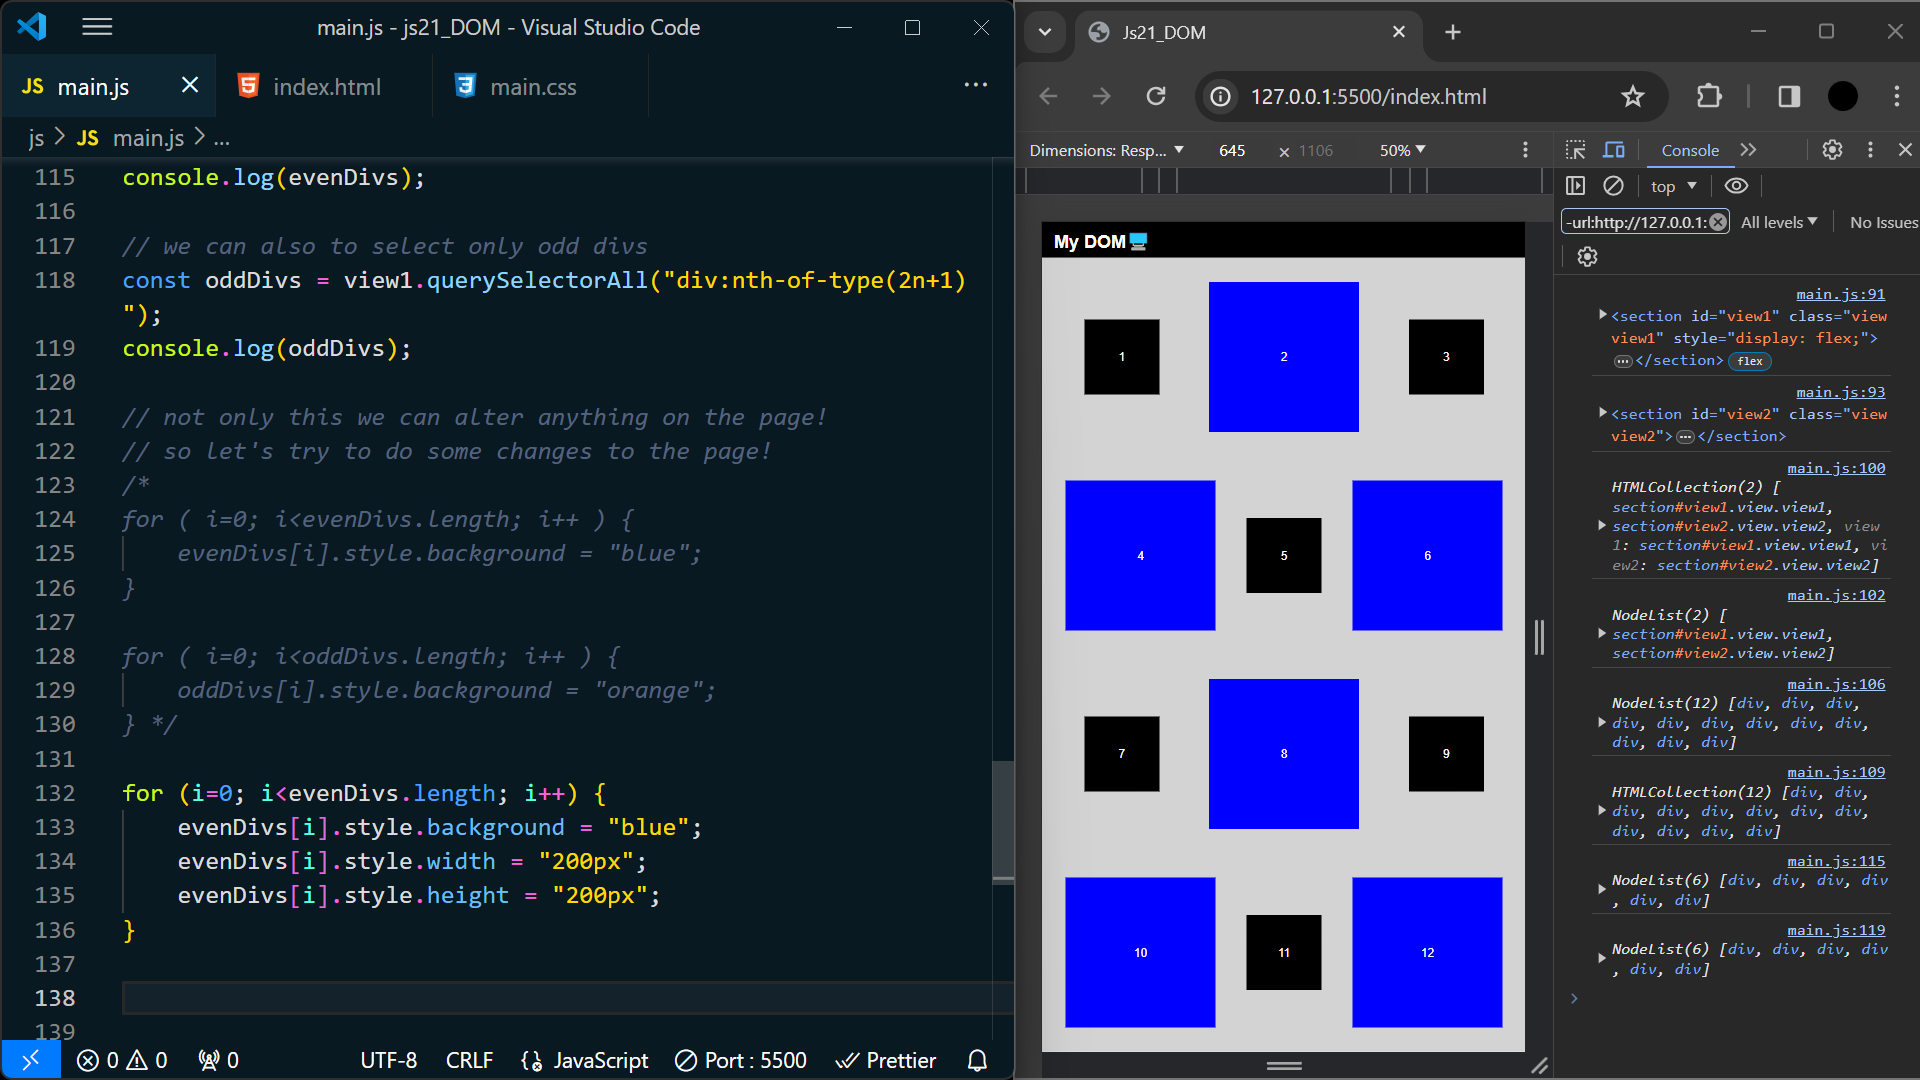 main.js - js21_DOM - Visual Studio Code
JS main.js
index.html
main.css
js > JS main.js > ...
115 console.log(evenDivs);
116
117 // we can also to select only odd divs
118 const oddDivs = view1.querySelectorAll("div:nth-of-type(2n+1)
");
119 console.log(oddDivs);
120
121 // not only this we can alter anything on the page!
122 // so let's try to do some changes to the page!
123 /*
124 for ( i=0; i<evenDivs.length; i++ ) {
125 evenDivs[i].style.background = "blue";
126 }
127
128 for ( i=0; i<oddDivs.length; i++ ) {
129 oddDivs[i].style.background = "orange";
130 } */
131
132 for (i=0; i<evenDivs.length; i++) {
133 evenDivs[i].style.background = "blue";
134 evenDivs[i].style.width = "200px";
135 evenDivs[i].style.height = "200px";
136 }
137
138
139
0 0 0 UTF-8 CRLF {} JavaScript Port : 5500 Prettier
Js21_DOM
127.0.0.1:5500/index.html
Dimensions: Resp... 645 × 1106 50%
My DOM
1 2 3
4 5 6
7 8 9
10 11 12
Console
top
-url:http://127.0.0.1: All levels No Issues
main.js:91
<section id="view1" class="view
view1" style="display: flex;">
…</section> flex
main.js:93
<section id="view2" class="view
view2">…</section>
main.js:100
HTMLCollection(2) [
section#view1.view.view1,
section#view2.view.view2, view
1: section#view1.view.view1, vi
ew2: section#view2.view.view2]
main.js:102
NodeList(2) [
section#view1.view.view1,
section#view2.view.view2]
main.js:106
NodeList(12) [div, div, div,
div, div, div, div, div, div,
div, div, div]
main.js:109
HTMLCollection(12) [div, div,
div, div, div, div, div, div,
div, div, div, div]
main.js:115
NodeList(6) [div, div, div, div
, div, div]
main.js:119
NodeList(6) [div, div, div, div
, div, div]